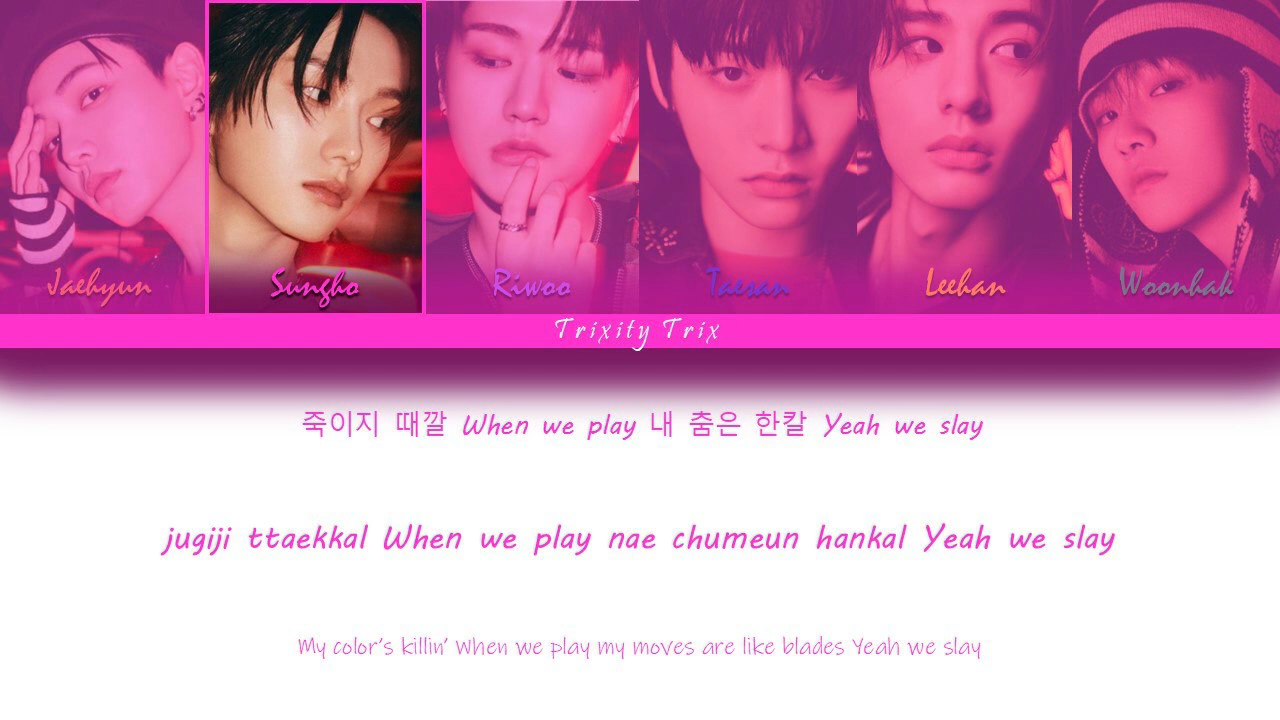 Jaehyun
Sungho
Riwoo
Taesan
Leehan
Woonhak
Trixity Trix
죽이지 때깔 When we play 내 춤은 한칼 Yeah we slay
jugiji ttaekkal When we play nae chumeun hankal Yeah we slay
My color's killin' When we play my moves are like blades Yeah we slay